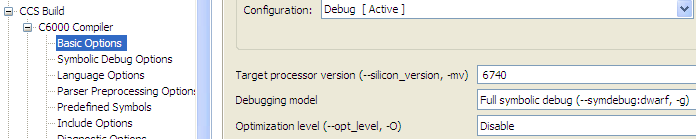 CCS Build
C6000 Compiler
Basic Options
Symbolic Debug Options
Language Options
Parser Preprocessing Options
Predefined Symbols
Include Options
Diagnostic Options
Configuration: Debug [ Active ]
Target processor version (--silicon_version, -mv) 6740
Debugging model Full symbolic debug (--symdebug:dwarf, -g)
Optimization level (--opt_level, -O) Disable